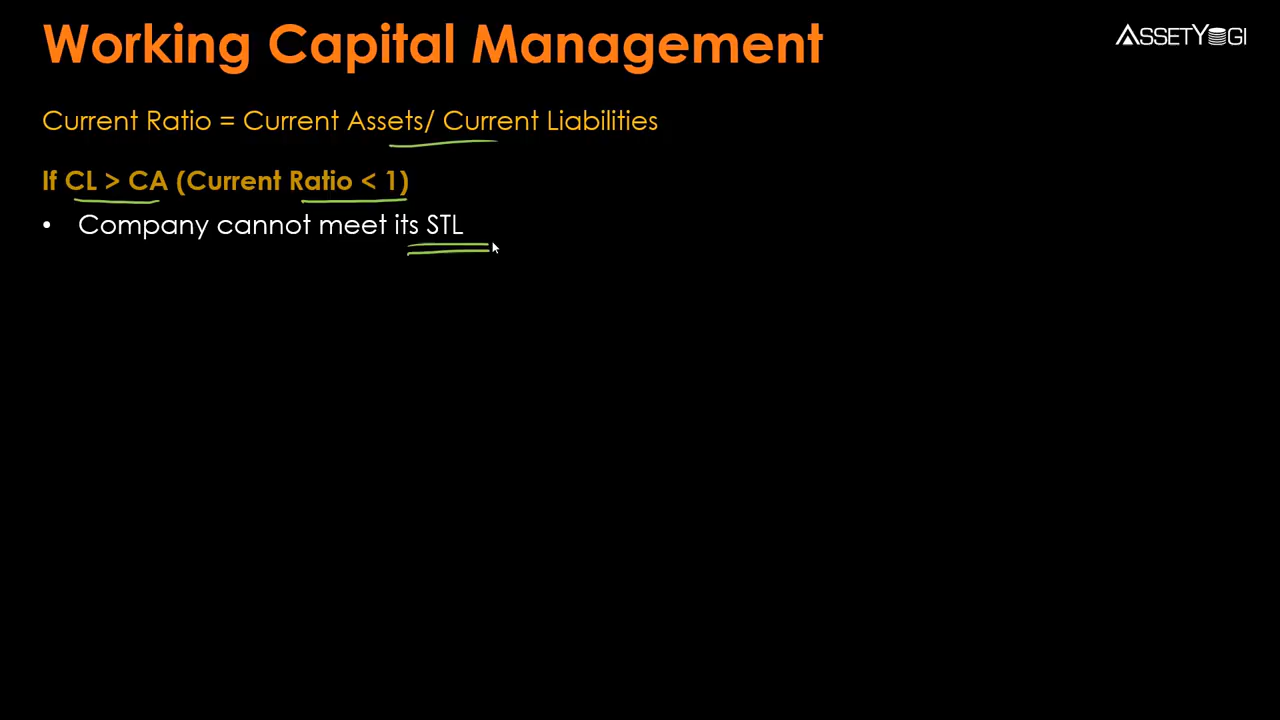 Working Capital Management
ASSETYOGI
Current Ratio = Current Assets/ Current Liabilities
If CL > CA (Current Ratio < 1)
• Company cannot meet its STL